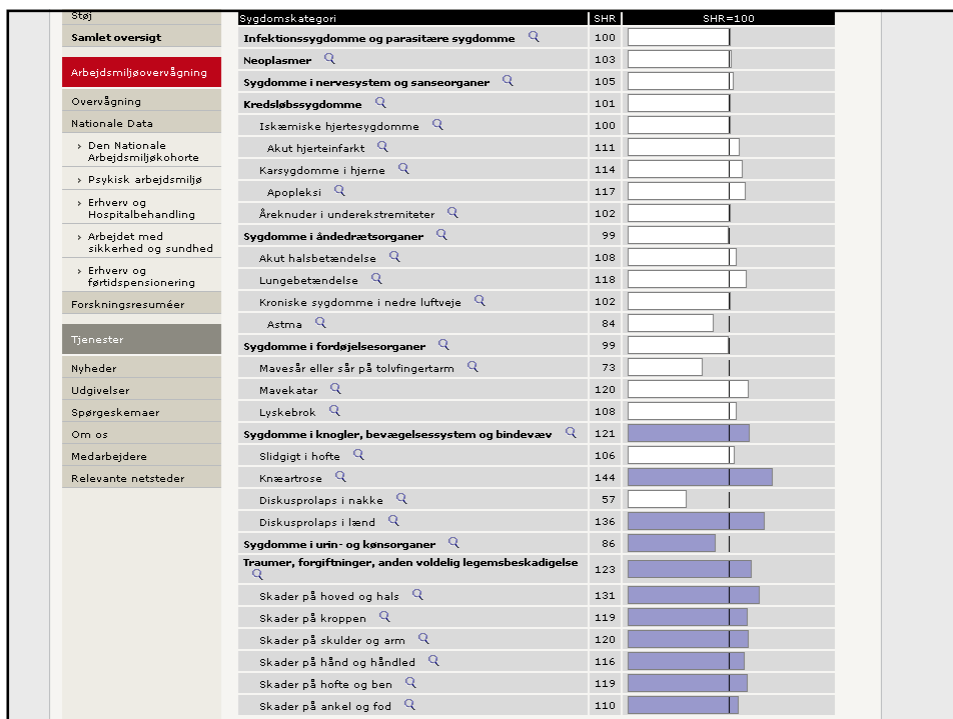 Støj
Samlet oversigt
Arbejdsmiljøovervågning
Overvågning
Nationale Data
› Den Nationale
Arbejdsmiljøkohorte
› Psykisk arbejdsmiljø
› Erhverv og
Hospitalbehandling
› Arbejdet med
sikkerhed og sundhed
› Erhverv og
førtidspensionering
Forskningsresuméer
Tjenester
Nyheder
Udgivelser
Spørgeskemaer
Om os
Medarbejdere
Relevante netsteder
Sygdomskategori SHR SHR=100
Infektionssygdomme og parasitære sygdomme 100
Neoplasmer 103
Sygdomme i nervesystem og sanseorganer 105
Kredsløbssygdomme 101
Iskæmiske hjertesygdomme 100
Akut hjerteinfarkt 111
Karsygdomme i hjerne 114
Apopleksi 117
Åreknuder i underekstremiteter 102
Sygdomme i åndedrætsorganer 99
Akut halsbetændelse 108
Lungebetændelse 118
Kroniske sygdomme i nedre luftveje 102
Astma 84
Sygdomme i fordøjelsesorganer 99
Mavesår eller sår på tolvfingertarm 73
Mavekatar 120
Lyskebrok 108
Sygdomme i knogler, bevægelsessystem og bindevæv 121
Slidgigt i hofte 106
Knæartrose 144
Diskusprolaps i nakke 57
Diskusprolaps i lænd 136
Sygdomme i urin- og kønsorganer 86
Traumer, forgiftninger, anden voldelig legemsbeskadigelse 123
Skader på hoved og hals 131
Skader på kroppen 119
Skader på skulder og arm 120
Skader på hånd og håndled 116
Skader på hofte og ben 119
Skader på ankel og fod 110